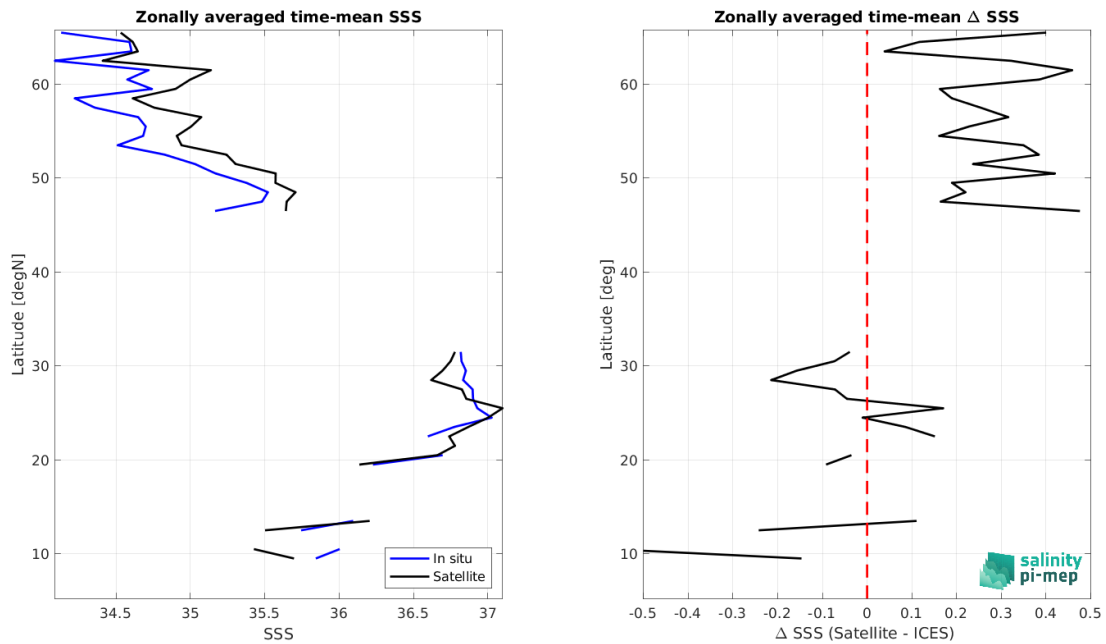 Zonally averaged time-mean SSS
60
50
40
30
20
10
Latitude [degN]
34.5
35
35.5
36
36.5
37
SSS
In situ
Satellite
Zonally averaged time-mean Δ SSS
60
50
40
30
20
10
Latitude [deg]
-0.5
-0.4
-0.3
-0.2
-0.1
0
0.1
0.2
0.3
0.4
0.5
Δ SSS (Satellite - ICES)
salinity
pi-mep